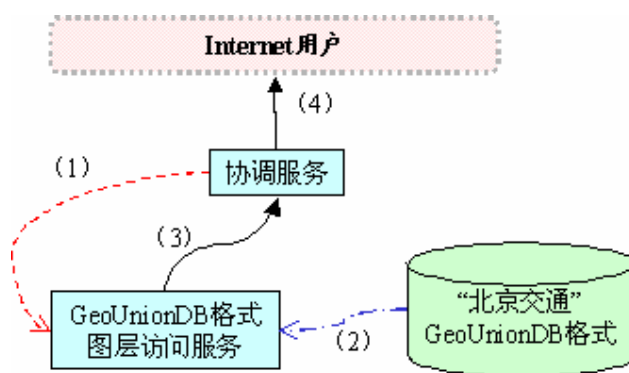 Internet用户
(4)
(1)
协调服务
(3)
GeoUnionDB格式
图层访问服务
(2)
“北京交通”
GeoUnionDB格式